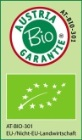 AUSTRIA
Bio
GARANTIE
AT-BIO-301
AT-BIO-301
EU-/Nicht-EU-Landwirtschaft